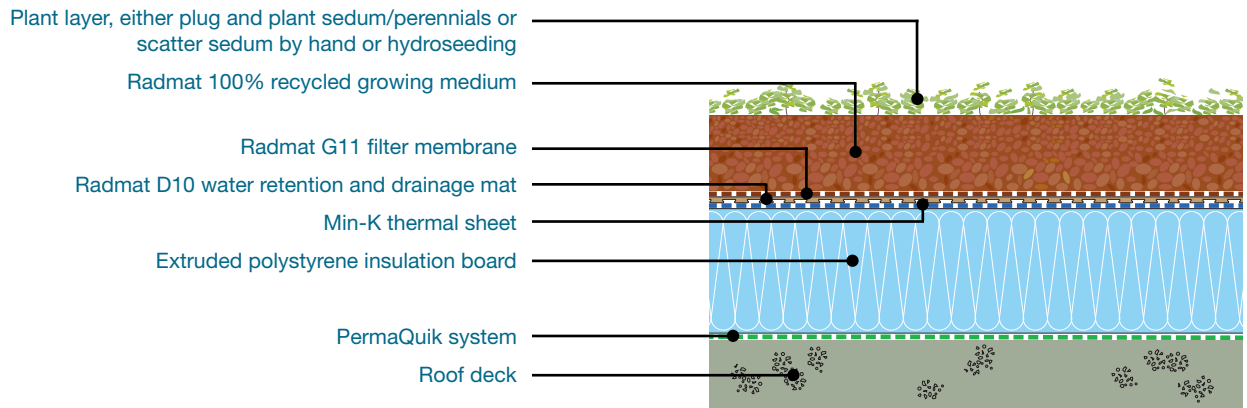 Plant layer, either plug and plant sedum/perennials or
scatter sedum by hand or hydroseeding
Radmat 100% recycled growing medium
Radmat G11 filter membrane
Radmat D10 water retention and drainage mat
Min-K thermal sheet
Extruded polystyrene insulation board
PermaQuik system
Roof deck